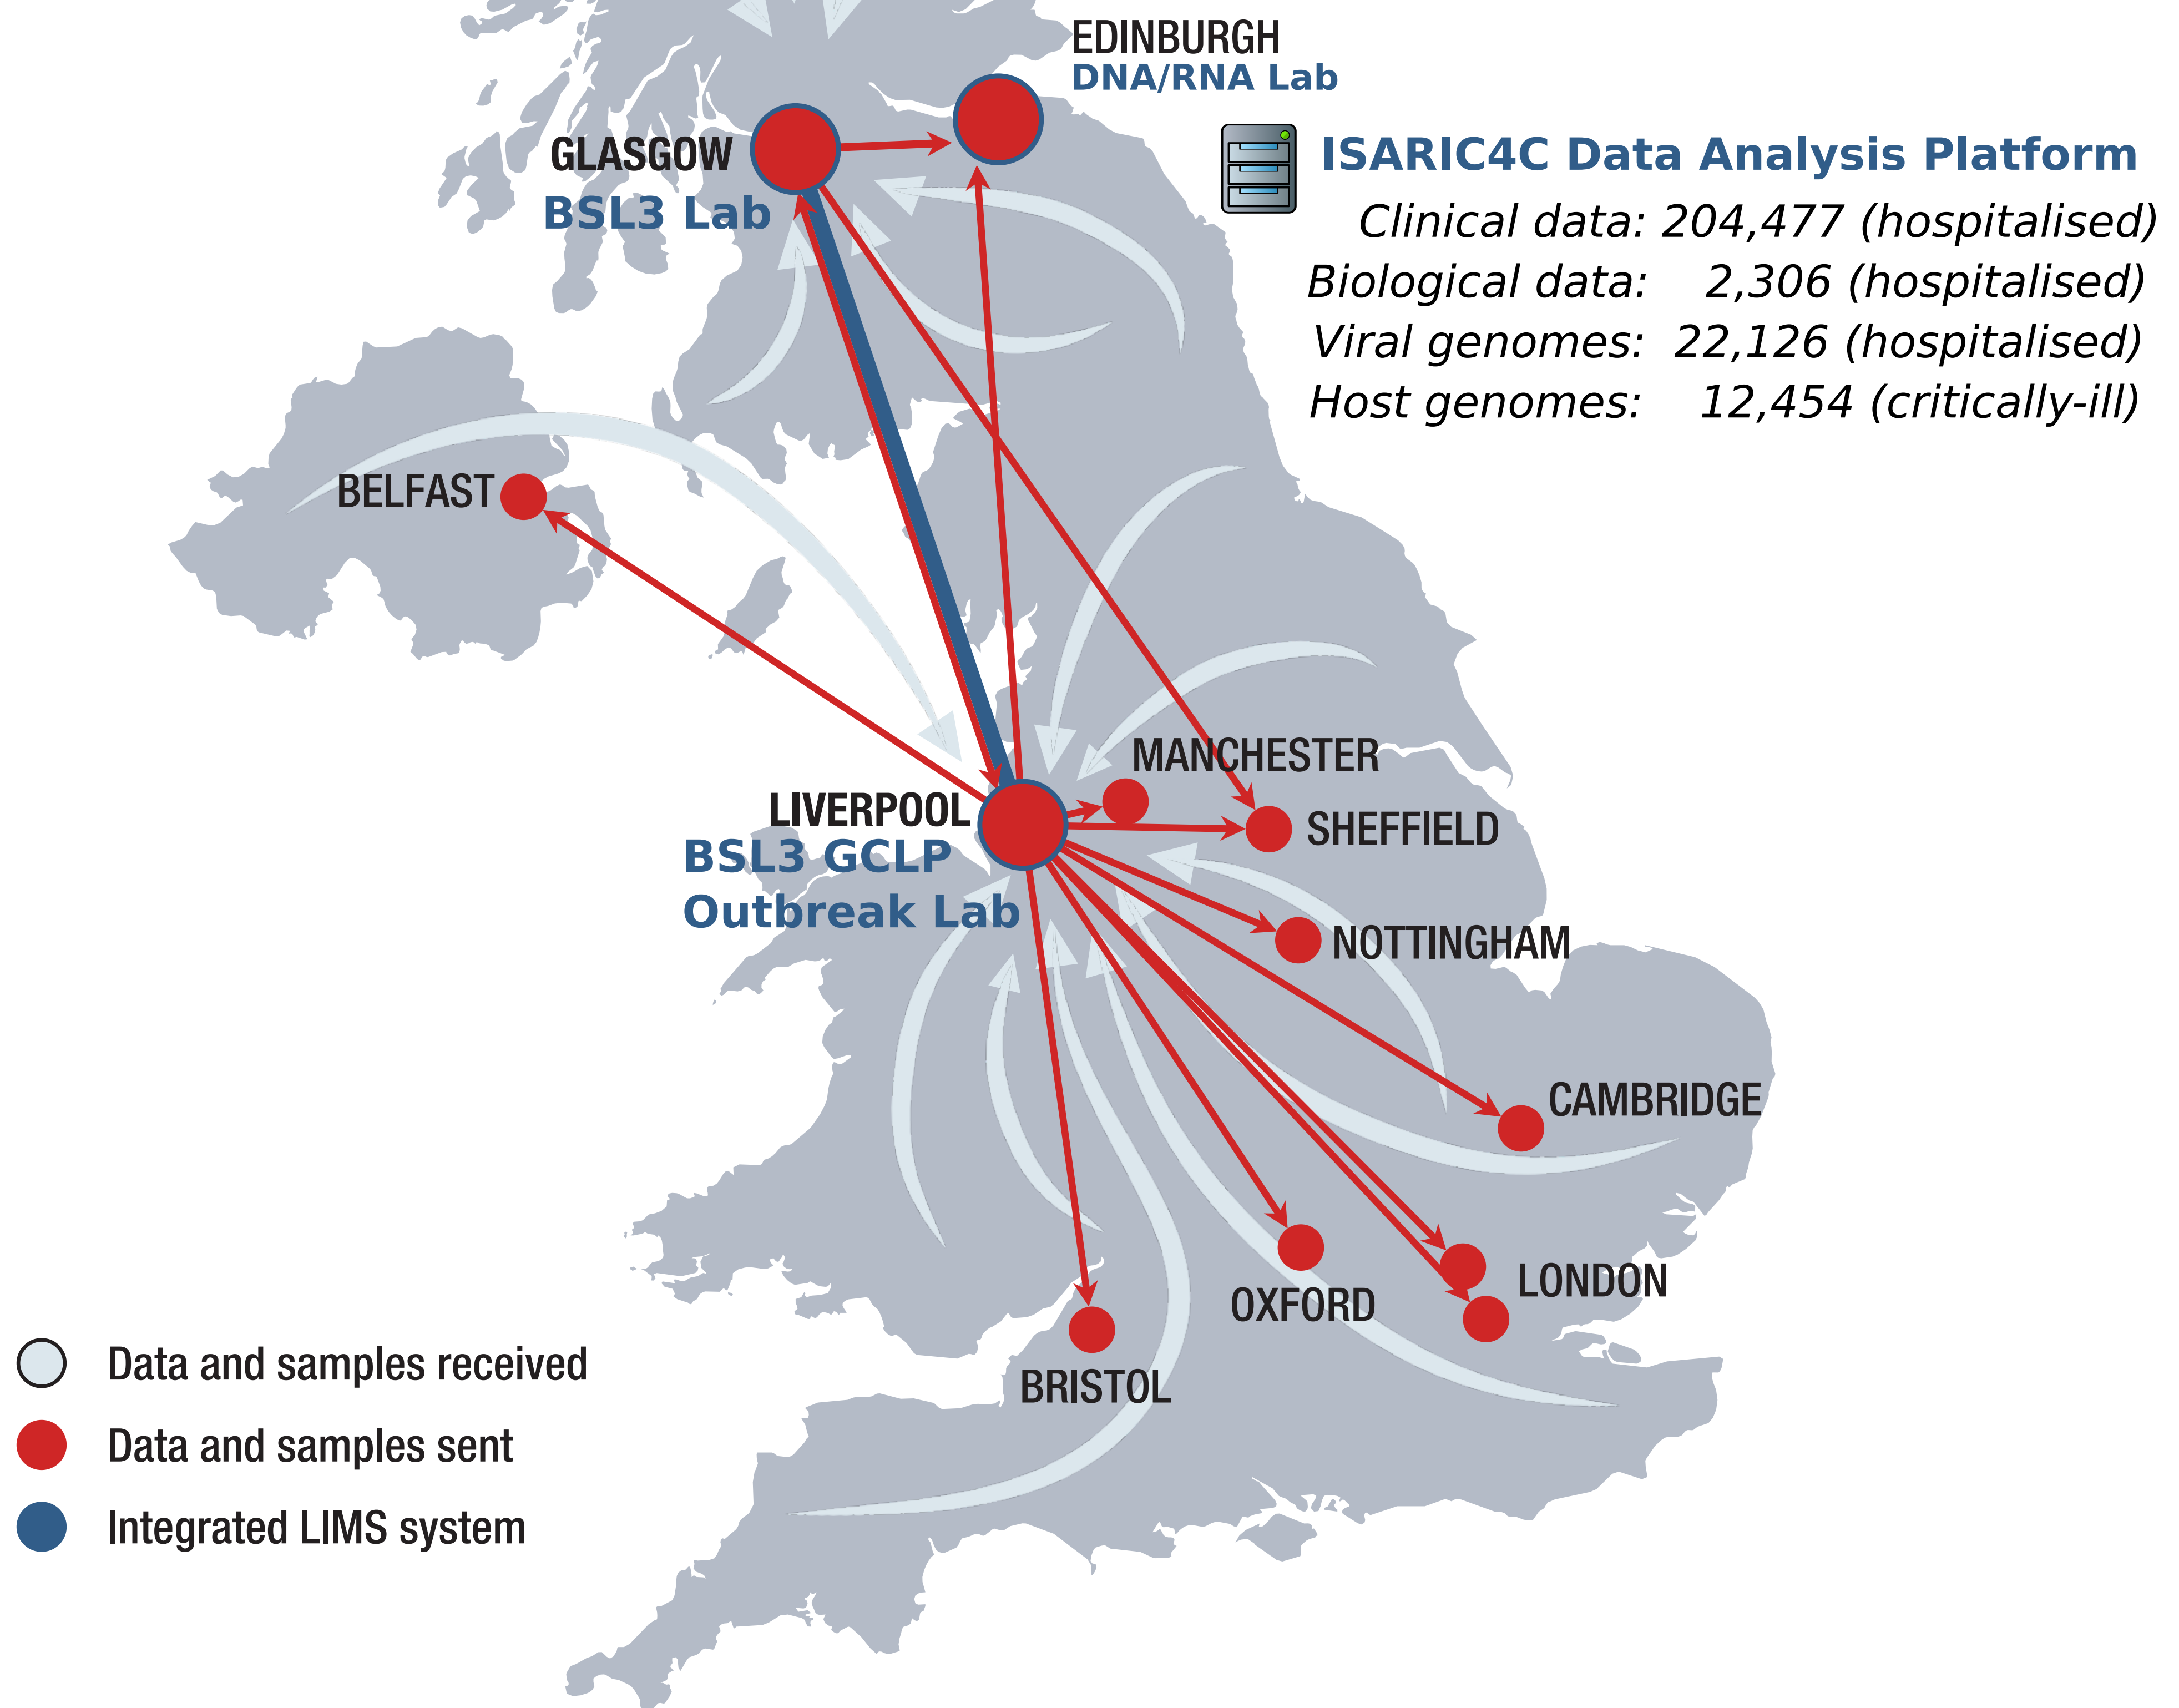 EDINBURGH
DNA/RNA Lab
GLASGOW
BSL3 Lab
ISARIC4C Data Analysis Platform
Clinical data: 204,477 (hospitalised)
Biological data: 2,306 (hospitalised)
Viral genomes: 22,126 (hospitalised)
Host genomes: 12,454 (critically-ill)
BELFAST
MANCHESTER
LIVERPOOL
BSL3 GCLP
Outbreak Lab
SHEFFIELD
NOTTINGHAM
CAMBRIDGE
LONDON
OXFORD
BRISTOL
Data and samples received
Data and samples sent
Integrated LIMS system